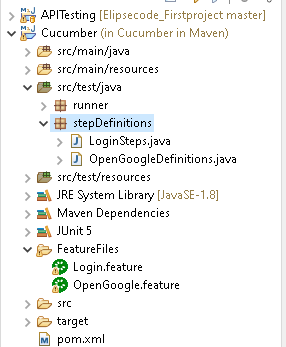 APITesting [Elipsecode_Firstproject master]
Cucumber (in Cucumber in Maven)
src/main/java
src/main/resources
src/test/java
runner
stepDefinitions
LoginSteps.java
OpenGoogleDefinitions.java
src/test/resources
JRE System Library [JavaSE-1.8]
Maven Dependencies
JUnit 5
FeatureFiles
Login.feature
OpenGoogle.feature
src
target
pom.xml